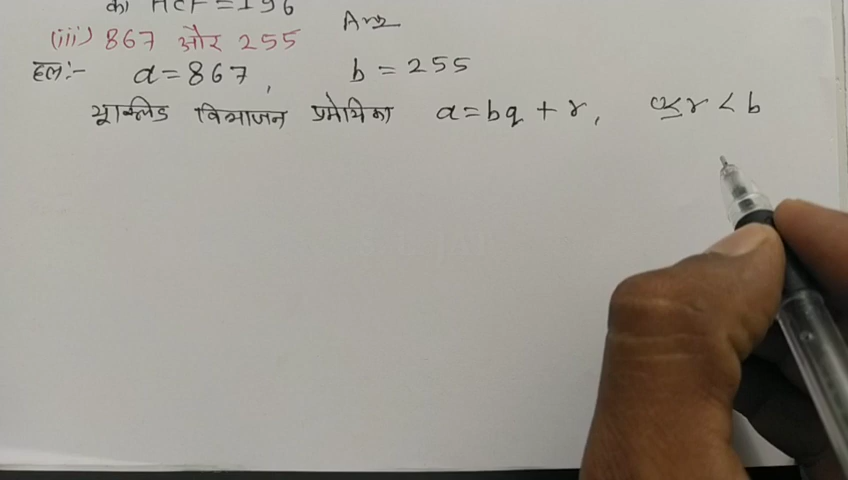 का HCF = 196
Ans
(iii) 867 और 255
हल:- a = 867, b = 255
यूक्लिड विभाजन प्रमेयिका a = bq + r, 0 ≤ r < b